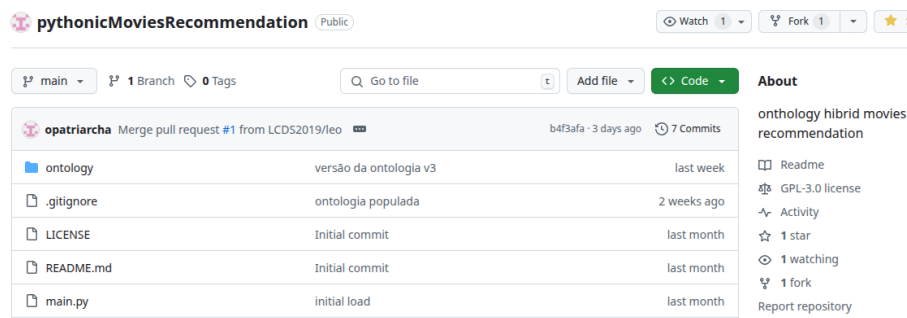 pythonicMoviesRecommendation Public Watch 1 Fork 1
main 1 Branch 0 Tags Go to file t Add file Code About
onthology hibrid movies
recommendation
opatriarcha Merge pull request #1 from LCDS2019/leo b4f3afa · 3 days ago 7 Commits
ontology versão da ontologia v3 last week
Readme
.gitignore ontologia populada 2 weeks ago
GPL-3.0 license
Activity
LICENSE Initial commit last month
1 star
README.md Initial commit last month
1 watching
1 fork
main.py initial load last month
Report repository